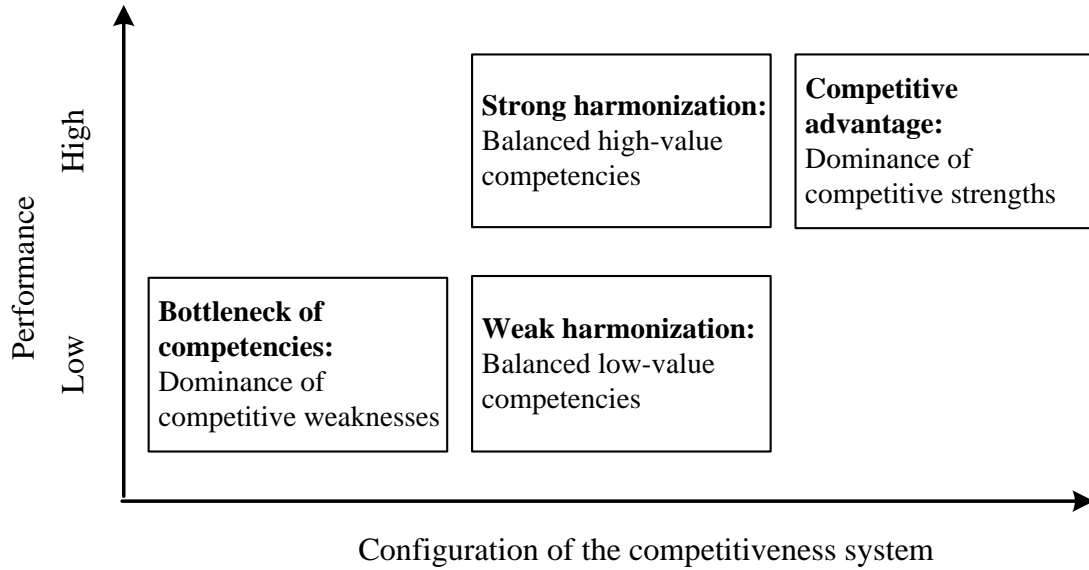 Performance
High
Low
Strong harmonization:
Balanced high-value
competencies
Competitive
advantage:
Dominance of
competitive strengths
Bottleneck of
competencies:
Dominance of
competitive weaknesses
Weak harmonization:
Balanced low-value
competencies
Configuration of the competitiveness system